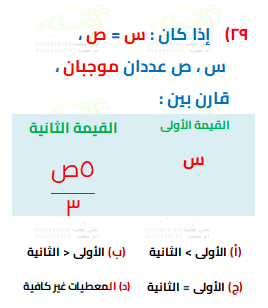 ٢٩) إذا كان : س = ص ،
س ، ص عددان موجبان ،
قارن بين :
القيمة الأولى
القيمة الثانية
س
٥ص
٣
(أ) الأولى > الثانية
(ب) الأولى < الثانية
(ج) الأولى = الثانية
(د) المعطيات غير كافية